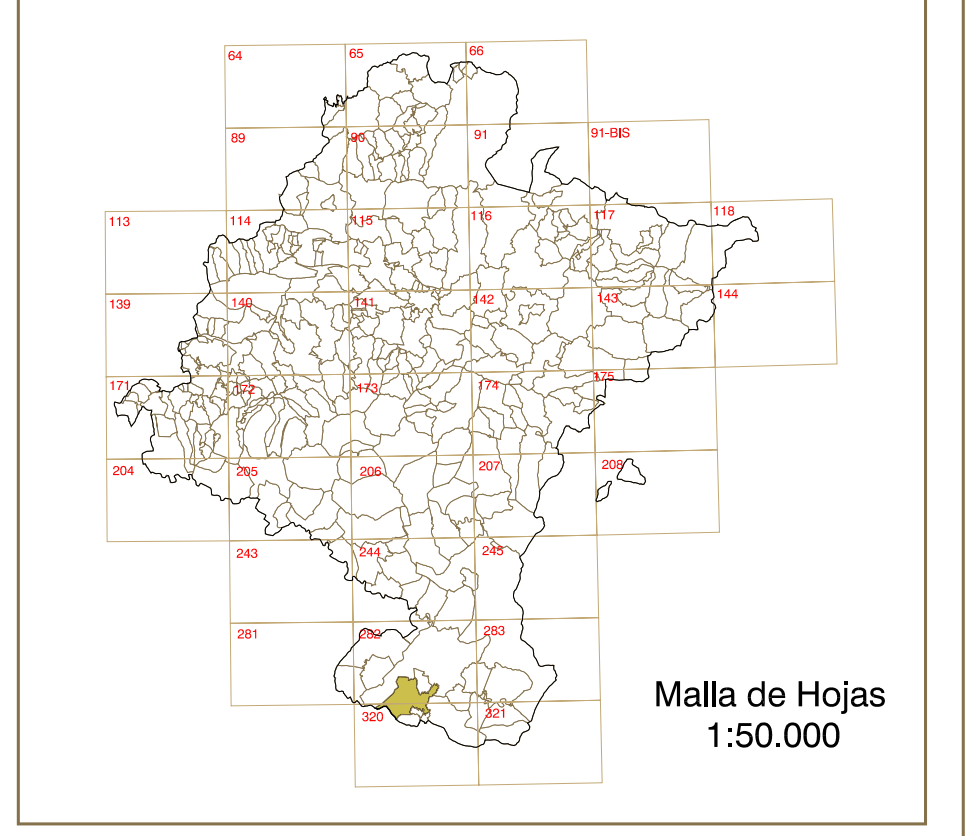 64 65 66
89 90 91 91-BIS
113 114 115 116 117 118
139 140 141 142 143 144
171 172 173 174 175
204 205 206 207 208
243 244 245
281 282 283
320 321
Malla de Hojas
1:50.000